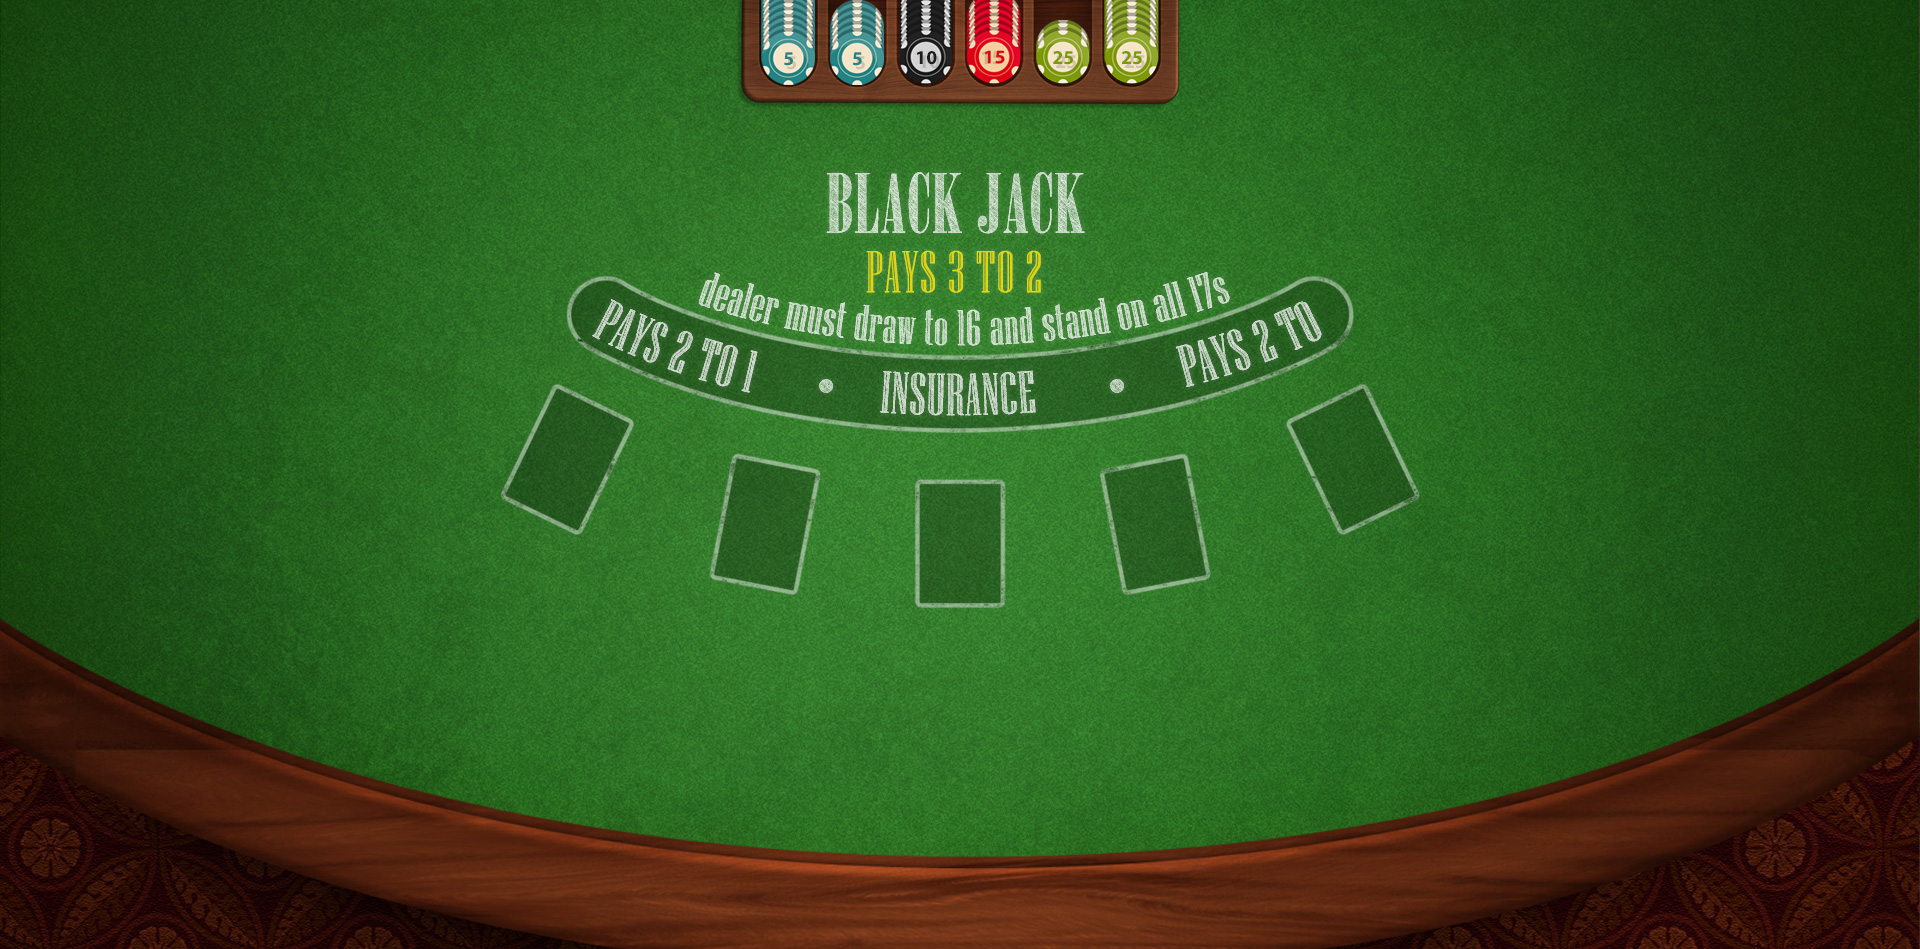 5 5 10 15 25 25
BLACK JACK
PAYS 3 TO 2
dealer must draw to 16 and stand on all 17s
PAYS 2 TO 1 • INSURANCE • PAYS 2 TO